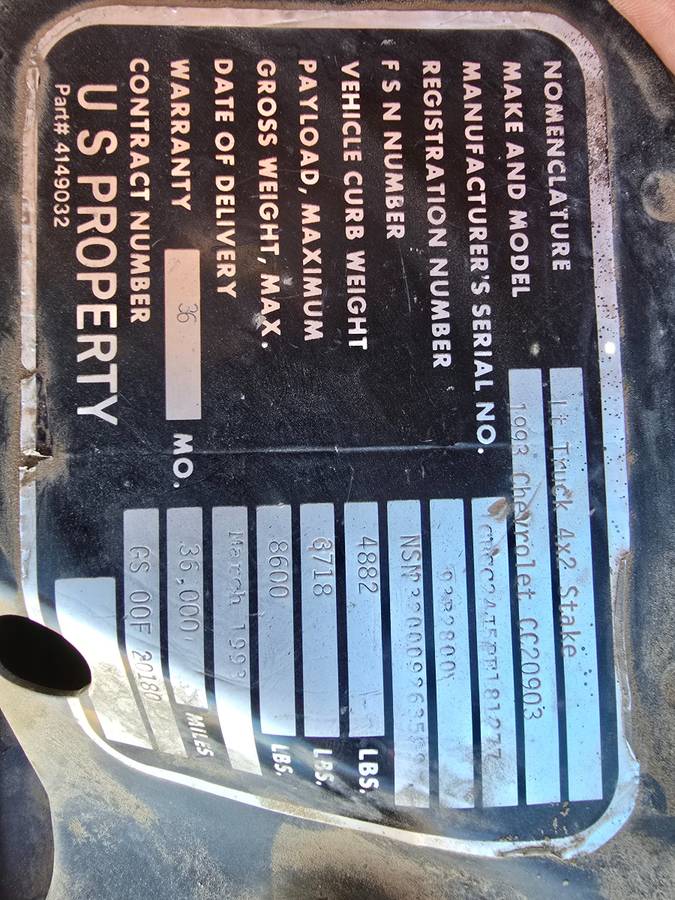 NOMENCLATURE Lt Truck 4x2 Stake
MAKE AND MODEL 1993 Chevrolet CC20903
MANUFACTURER'S SERIAL NO.
REGISTRATION NUMBER
F S N NUMBER
VEHICLE CURB WEIGHT 4882 LBS.
PAYLOAD, MAXIMUM 3718 LBS.
GROSS WEIGHT, MAX. 8600 LBS.
DATE OF DELIVERY March 1993
WARRANTY 36 MO. 36,000 MILES
CONTRACT NUMBER GS 00F 20180
U S PROPERTY
Part# 4149032